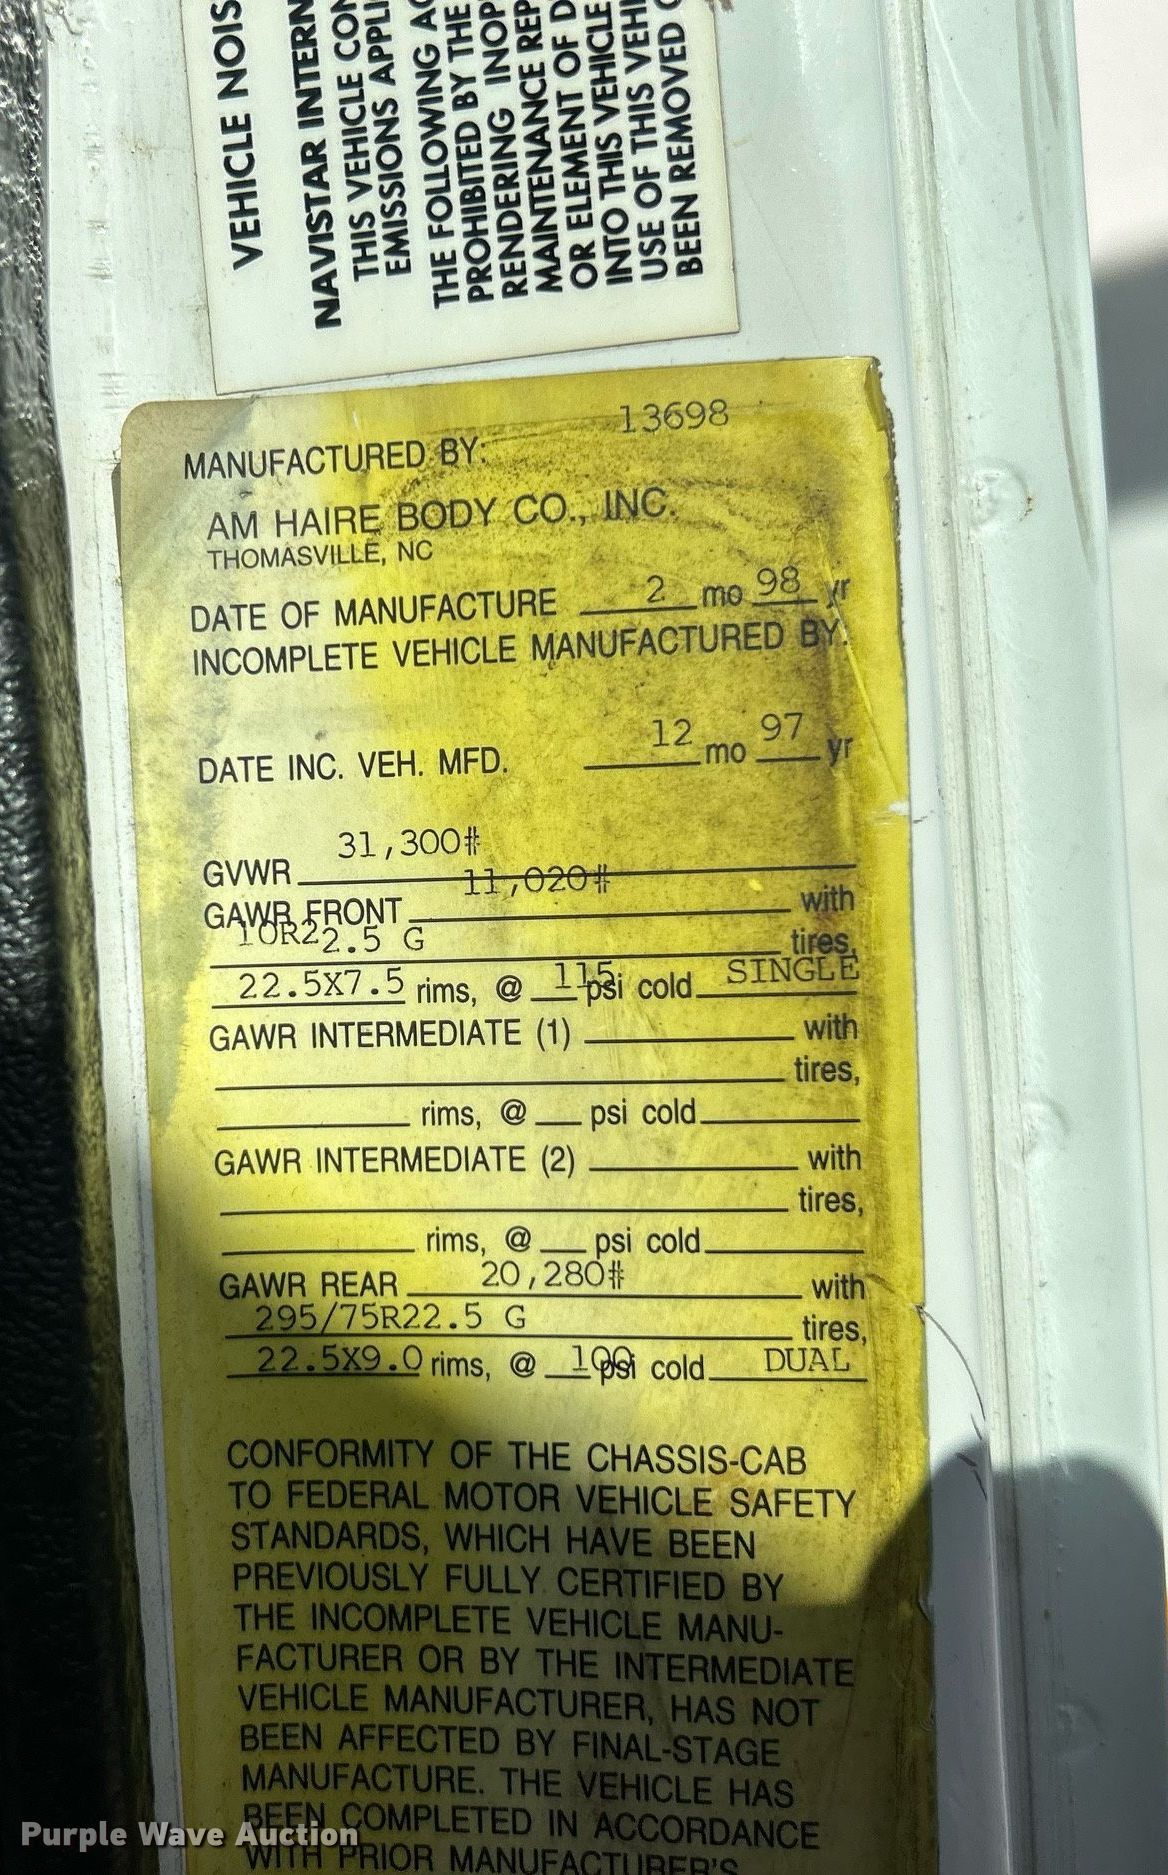 VEHICLE NOIS
NAVISTAR INTERN
THIS VEHICLE CON
EMISSIONS APPLI
THE FOLLOWING AC
PROHIBITED BY THE
RENDERING INOP
MAINTENANCE REP
OR ELEMENT OF D
INTO THIS VEHICLE
USE OF THIS VEHI
BEEN REMOVED O
13698
MANUFACTURED BY:
AM HAIRE BODY CO., INC.
THOMASVILLE, NC
DATE OF MANUFACTURE 2 mo 98 yr
INCOMPLETE VEHICLE MANUFACTURED BY:
DATE INC. VEH. MFD. 12 mo 97 yr
GVWR 31,300#
GAWR FRONT 11,020# with
10R22.5 G tires,
22.5X7.5 rims, @ 115 psi cold SINGLE
GAWR INTERMEDIATE (1) with
tires,
rims, @ psi cold
GAWR INTERMEDIATE (2) with
tires,
rims, @ psi cold
GAWR REAR 20,280# with
295/75R22.5 G tires,
22.5X9.0 rims, @ 100 psi cold DUAL
CONFORMITY OF THE CHASSIS-CAB
TO FEDERAL MOTOR VEHICLE SAFETY
STANDARDS, WHICH HAVE BEEN
PREVIOUSLY FULLY CERTIFIED BY
THE INCOMPLETE VEHICLE MANU-
FACTURER OR BY THE INTERMEDIATE
VEHICLE MANUFACTURER, HAS NOT
BEEN AFFECTED BY FINAL-STAGE
MANUFACTURE. THE VEHICLE HAS
BEEN COMPLETED IN ACCORDANCE
WITH PRIOR MANUFACTURER'S
Purple Wave Auction